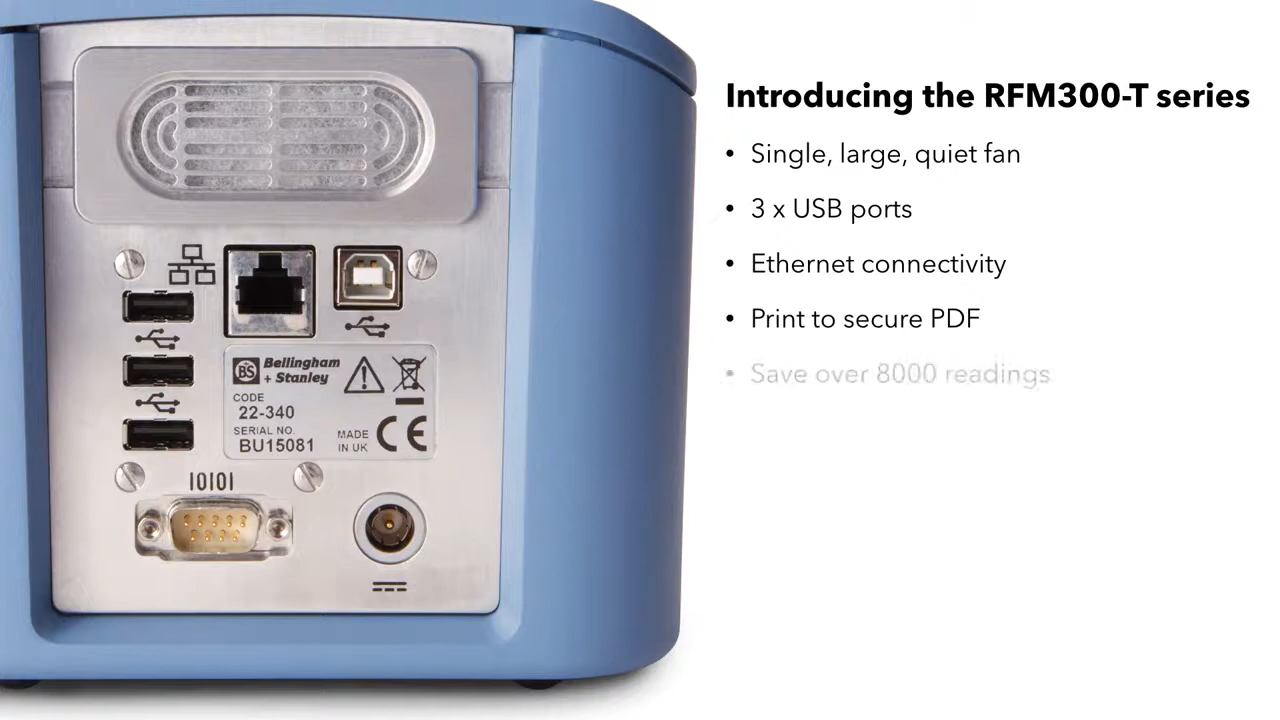 Introducing the RFM300-T series
• Single, large, quiet fan
• 3 x USB ports
• Ethernet connectivity
• Print to secure PDF
• Save over 8000 readings
BS Bellingham
+ Stanley
CODE
22-340
SERIAL NO.
BU15081
MADE
IN UK
CE
IOIOI